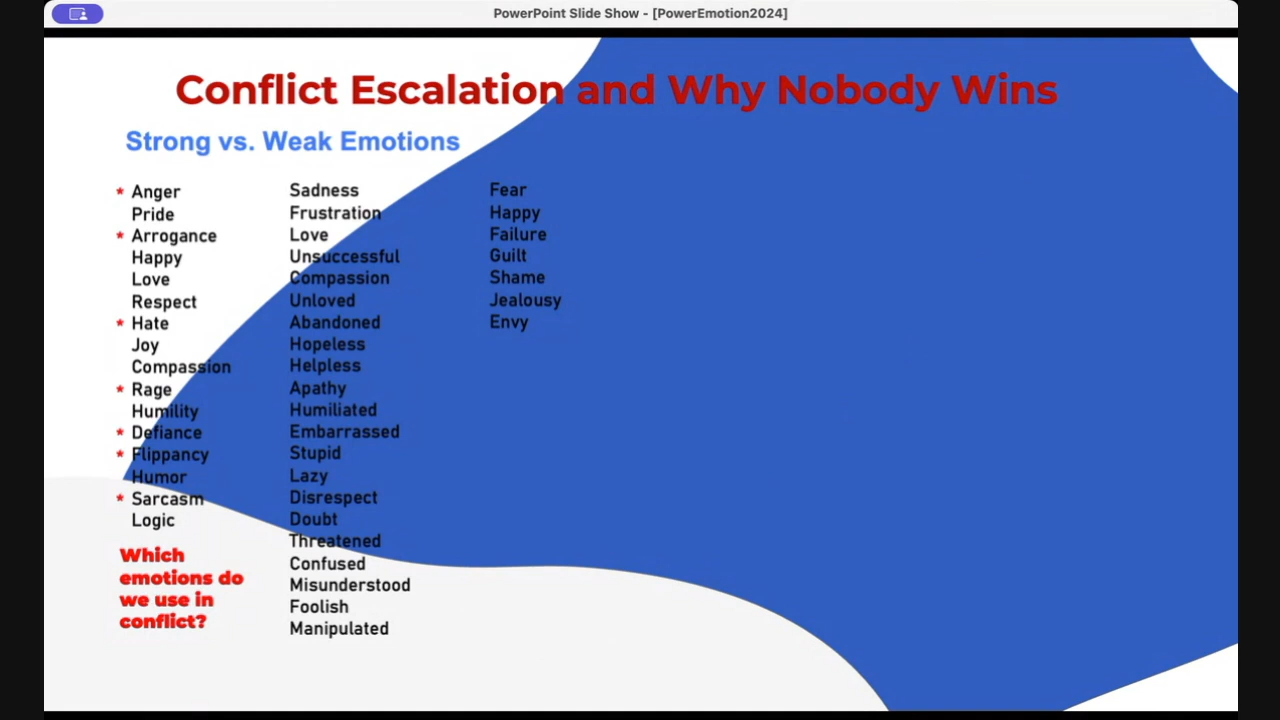 PowerPoint Slide Show - [PowerEmotion2024]
Conflict Escalation and Why Nobody Wins
Strong vs. Weak Emotions
* Anger
Pride
* Arrogance
Happy
Love
Respect
* Hate
Joy
Compassion
* Rage
Humility
* Defiance
* Flippancy
Humor
* Sarcasm
Logic
Which
emotions do
we use in
conflict?
Sadness
Frustration
Love
Unsuccessful
Compassion
Unloved
Abandoned
Hopeless
Helpless
Apathy
Humiliated
Embarrassed
Stupid
Lazy
Disrespect
Doubt
Threatened
Confused
Misunderstood
Foolish
Manipulated
Fear
Happy
Failure
Guilt
Shame
Jealousy
Envy